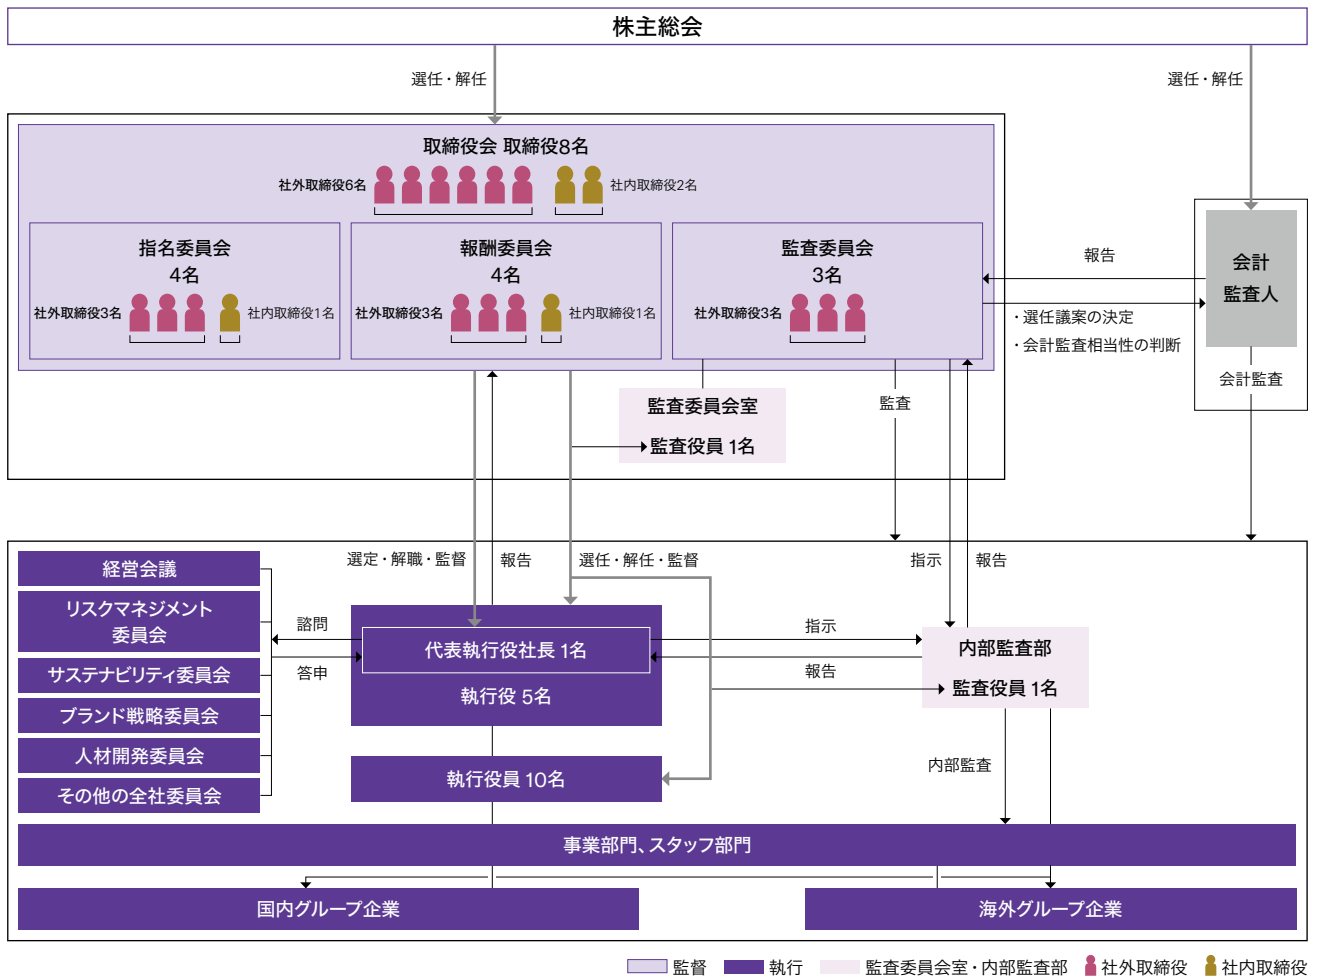 株主総会
選任・解任
選任・解任
取締役会 取締役8名
社外取締役6名
社内取締役2名
指名委員会
4名
社外取締役3名
社内取締役1名
報酬委員会
4名
社外取締役3名
社内取締役1名
監査委員会
3名
社外取締役3名
報告
・選任議案の決定
・会計監査相当性の判断
会計
監査人
会計監査
監査委員会室
監査役員 1名
監査
選定・解職・監督
報告
選任・解任・監督
指示
報告
経営会議
リスクマネジメント
委員会
サステナビリティ委員会
ブランド戦略委員会
人材開発委員会
その他の全社委員会
諮問
答申
代表執行役社長 1名
執行役 5名
執行役員 10名
指示
報告
内部監査部
監査役員 1名
内部監査
事業部門、スタッフ部門
国内グループ企業
海外グループ企業
監督
執行
監査委員会室・内部監査部
社外取締役
社内取締役